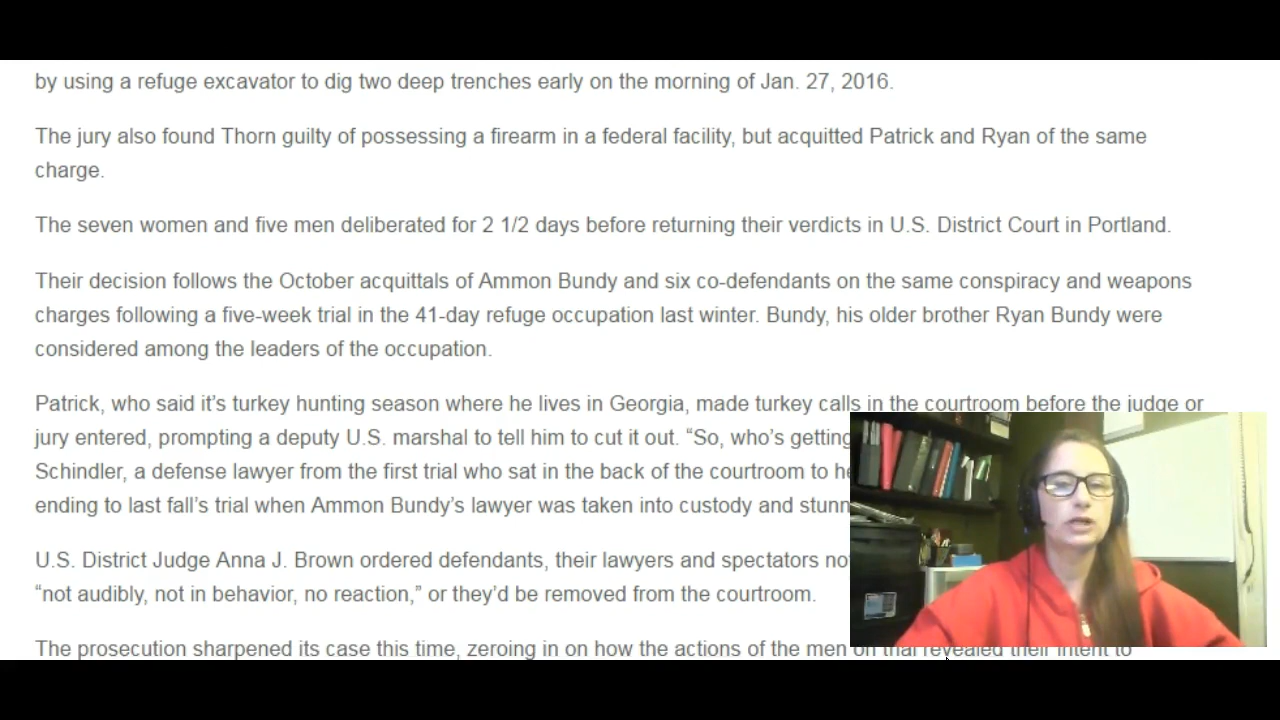 by using a refuge excavator to dig two deep trenches early on the morning of Jan. 27, 2016.
The jury also found Thorn guilty of possessing a firearm in a federal facility, but acquitted Patrick and Ryan of the same
charge.
The seven women and five men deliberated for 2 1/2 days before returning their verdicts in U.S. District Court in Portland.
Their decision follows the October acquittals of Ammon Bundy and six co-defendants on the same conspiracy and weapons
charges following a five-week trial in the 41-day refuge occupation last winter. Bundy, his older brother Ryan Bundy were
considered among the leaders of the occupation.
Patrick, who said it’s turkey hunting season where he lives in Georgia, made turkey calls in the courtroom before the judge or
jury entered, prompting a deputy U.S. marshal to tell him to cut it out. “So, who’s getting
Schindler, a defense lawyer from the first trial who sat in the back of the courtroom to
ending to last fall’s trial when Ammon Bundy’s lawyer was taken into custody and
U.S. District Judge Anna J. Brown ordered defendants, their lawyers and spectators
“not audibly, not in behavior, no reaction,” or they’d be removed from the courtroom.
The prosecution sharpened its case this time, zeroing in on how the actions of the men on trial revealed their intent to